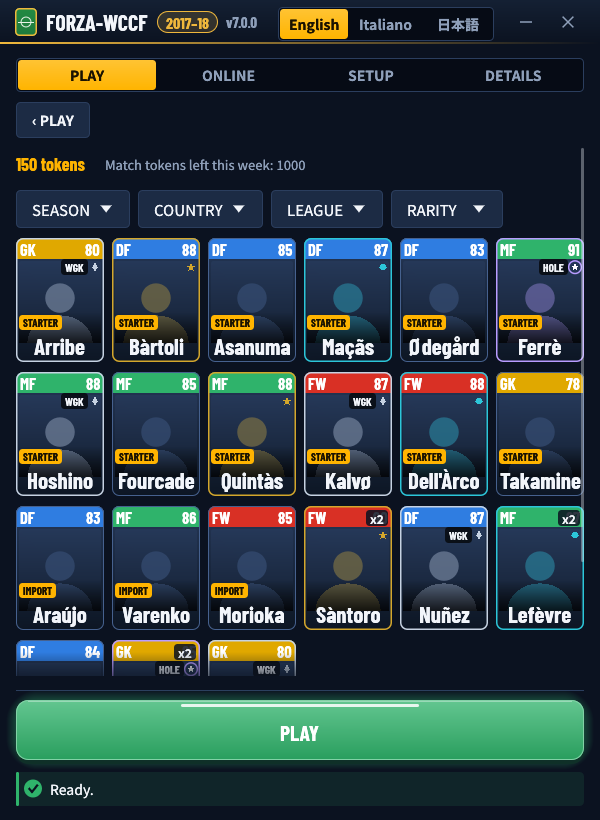 FORZA-WCCF 2017–18 v7.0.0 English Italiano 日本語
PLAY ONLINE SETUP DETAILS
‹ PLAY
150 tokens Match tokens left this week: 1000
SEASON COUNTRY LEAGUE RARITY
GK 80 DF 88 DF 85 DF 87 DF 83 MF 91
WGK HOLE
STARTER STARTER STARTER STARTER STARTER STARTER
Arribe Bàrtoli Asanuma Maçãs Ødegård Ferrè
MF 88 MF 85 MF 88 FW 87 FW 88 GK 78
WGK WGK
STARTER STARTER STARTER STARTER STARTER STARTER
Hoshino Fourcade Quintàs Kalvø Dell'Àrco Takamine
DF 83 MF 86 FW 85 FW x2 DF 87 MF x2
WGK
IMPORT IMPORT IMPORT
Araújo Varenko Morioka Sàntoro Nuñez Lefèvre
DF 84 GK x2 GK 80
HOLE WGK
PLAY
Ready.